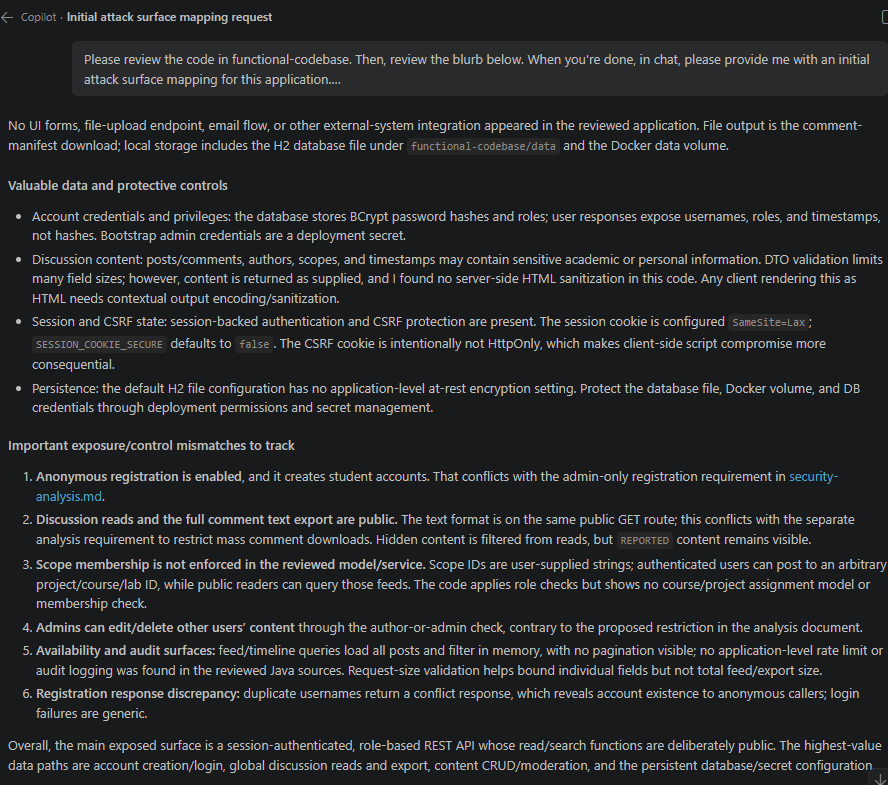 Copilot · Initial attack surface mapping request
Please review the code in functional-codebase. Then, review the blurb below. When you're done, in chat, please provide me with an initial
attack surface mapping for this application....
No UI forms, file-upload endpoint, email flow, or other external-system integration appeared in the reviewed application. File output is the comment-
manifest download; local storage includes the H2 database file under functional-codebase/data and the Docker data volume.
Valuable data and protective controls
• Account credentials and privileges: the database stores BCrypt password hashes and roles; user responses expose usernames, roles, and timestamps,
not hashes. Bootstrap admin credentials are a deployment secret.
• Discussion content: posts/comments, authors, scopes, and timestamps may contain sensitive academic or personal information. DTO validation limits
many field sizes; however, content is returned as supplied, and I found no server-side HTML sanitization in this code. Any client rendering this as
HTML needs contextual output encoding/sanitization.
• Session and CSRF state: session-backed authentication and CSRF protection are present. The session cookie is configured SameSite=Lax ;
SESSION_COOKIE_SECURE defaults to false . The CSRF cookie is intentionally not HttpOnly, which makes client-side script compromise more
consequential.
• Persistence: the default H2 file configuration has no application-level at-rest encryption setting. Protect the database file, Docker volume, and DB
credentials through deployment permissions and secret management.
Important exposure/control mismatches to track
1. Anonymous registration is enabled, and it creates student accounts. That conflicts with the admin-only registration requirement in security-
analysis.md.
2. Discussion reads and the full comment text export are public. The text format is on the same public GET route; this conflicts with the separate
analysis requirement to restrict mass comment downloads. Hidden content is filtered from reads, but REPORTED content remains visible.
3. Scope membership is not enforced in the reviewed model/service. Scope IDs are user-supplied strings; authenticated users can post to an arbitrary
project/course/lab ID, while public readers can query those feeds. The code applies role checks but shows no course/project assignment model or
membership check.
4. Admins can edit/delete other users' content through the author-or-admin check, contrary to the proposed restriction in the analysis document.
5. Availability and audit surfaces: feed/timeline queries load all posts and filter in memory, with no pagination visible; no application-level rate limit or
audit logging was found in the reviewed Java sources. Request-size validation helps bound individual fields but not total feed/export size.
6. Registration response discrepancy: duplicate usernames return a conflict response, which reveals account existence to anonymous callers; login
failures are generic.
Overall, the main exposed surface is a session-authenticated, role-based REST API whose read/search functions are deliberately public. The highest-value
data paths are account creation/login, global discussion reads and export, content CRUD/moderation, and the persistent database/secret configuration.